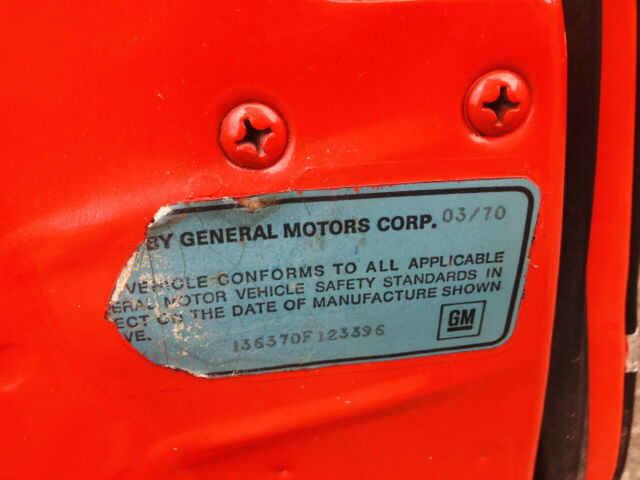 BY GENERAL MOTORS CORP. 03/70
VEHICLE CONFORMS TO ALL APPLICABLE
ERAL MOTOR VEHICLE SAFETY STANDARDS IN
ECT ON THE DATE OF MANUFACTURE SHOWN
VE.
136370F123396
GM